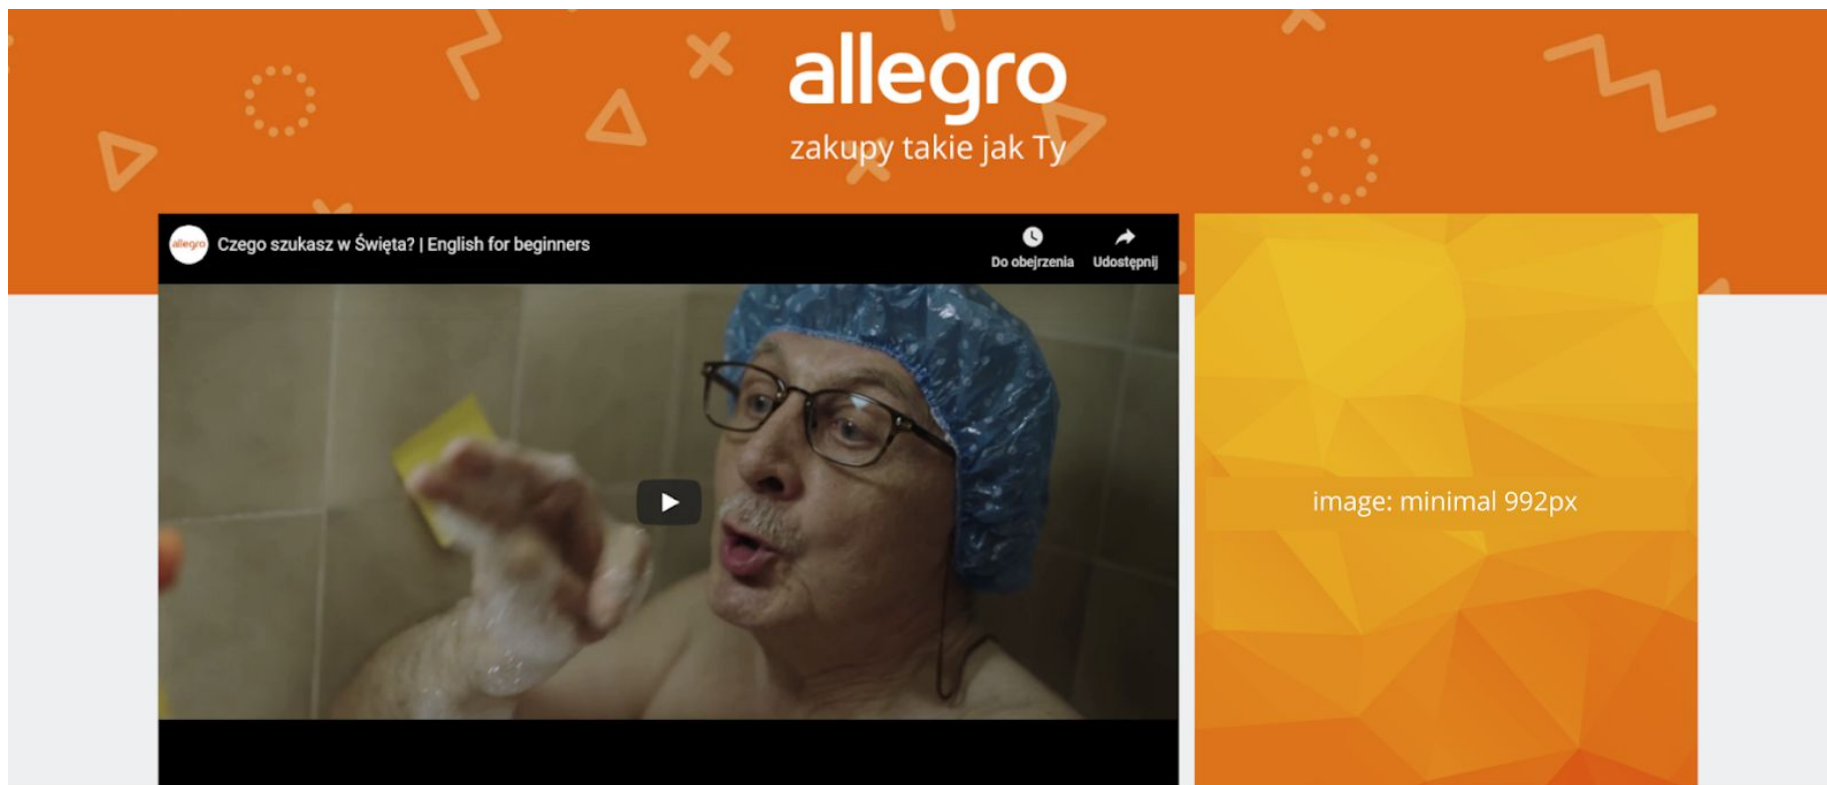 allegro
zakupy takie jak Ty
allegro
Czego szukasz w Święta? | English for beginners
Do obejrzenia
Udostępnij
image: minimal 992px